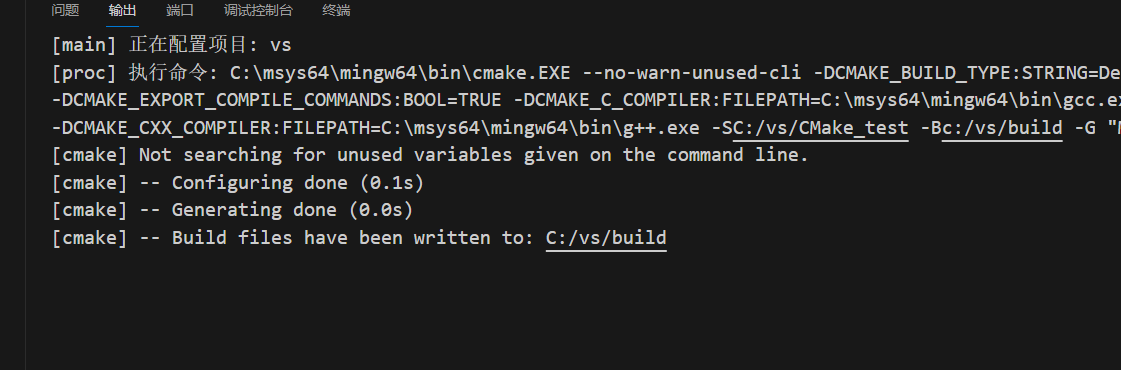 问题 输出 端口 调试控制台 终端
[main] 正在配置项目: vs
[proc] 执行命令: C:\msys64\mingw64\bin\cmake.EXE --no-warn-unused-cli -DCMAKE_BUILD_TYPE:STRING=De
-DCMAKE_EXPORT_COMPILE_COMMANDS:BOOL=TRUE -DCMAKE_C_COMPILER:FILEPATH=C:\msys64\mingw64\bin\gcc.ex
-DCMAKE_CXX_COMPILER:FILEPATH=C:\msys64\mingw64\bin\g++.exe -SC:/vs/CMake_test -Bc:/vs/build -G "M
[cmake] Not searching for unused variables given on the command line.
[cmake] -- Configuring done (0.1s)
[cmake] -- Generating done (0.0s)
[cmake] -- Build files have been written to: C:/vs/build